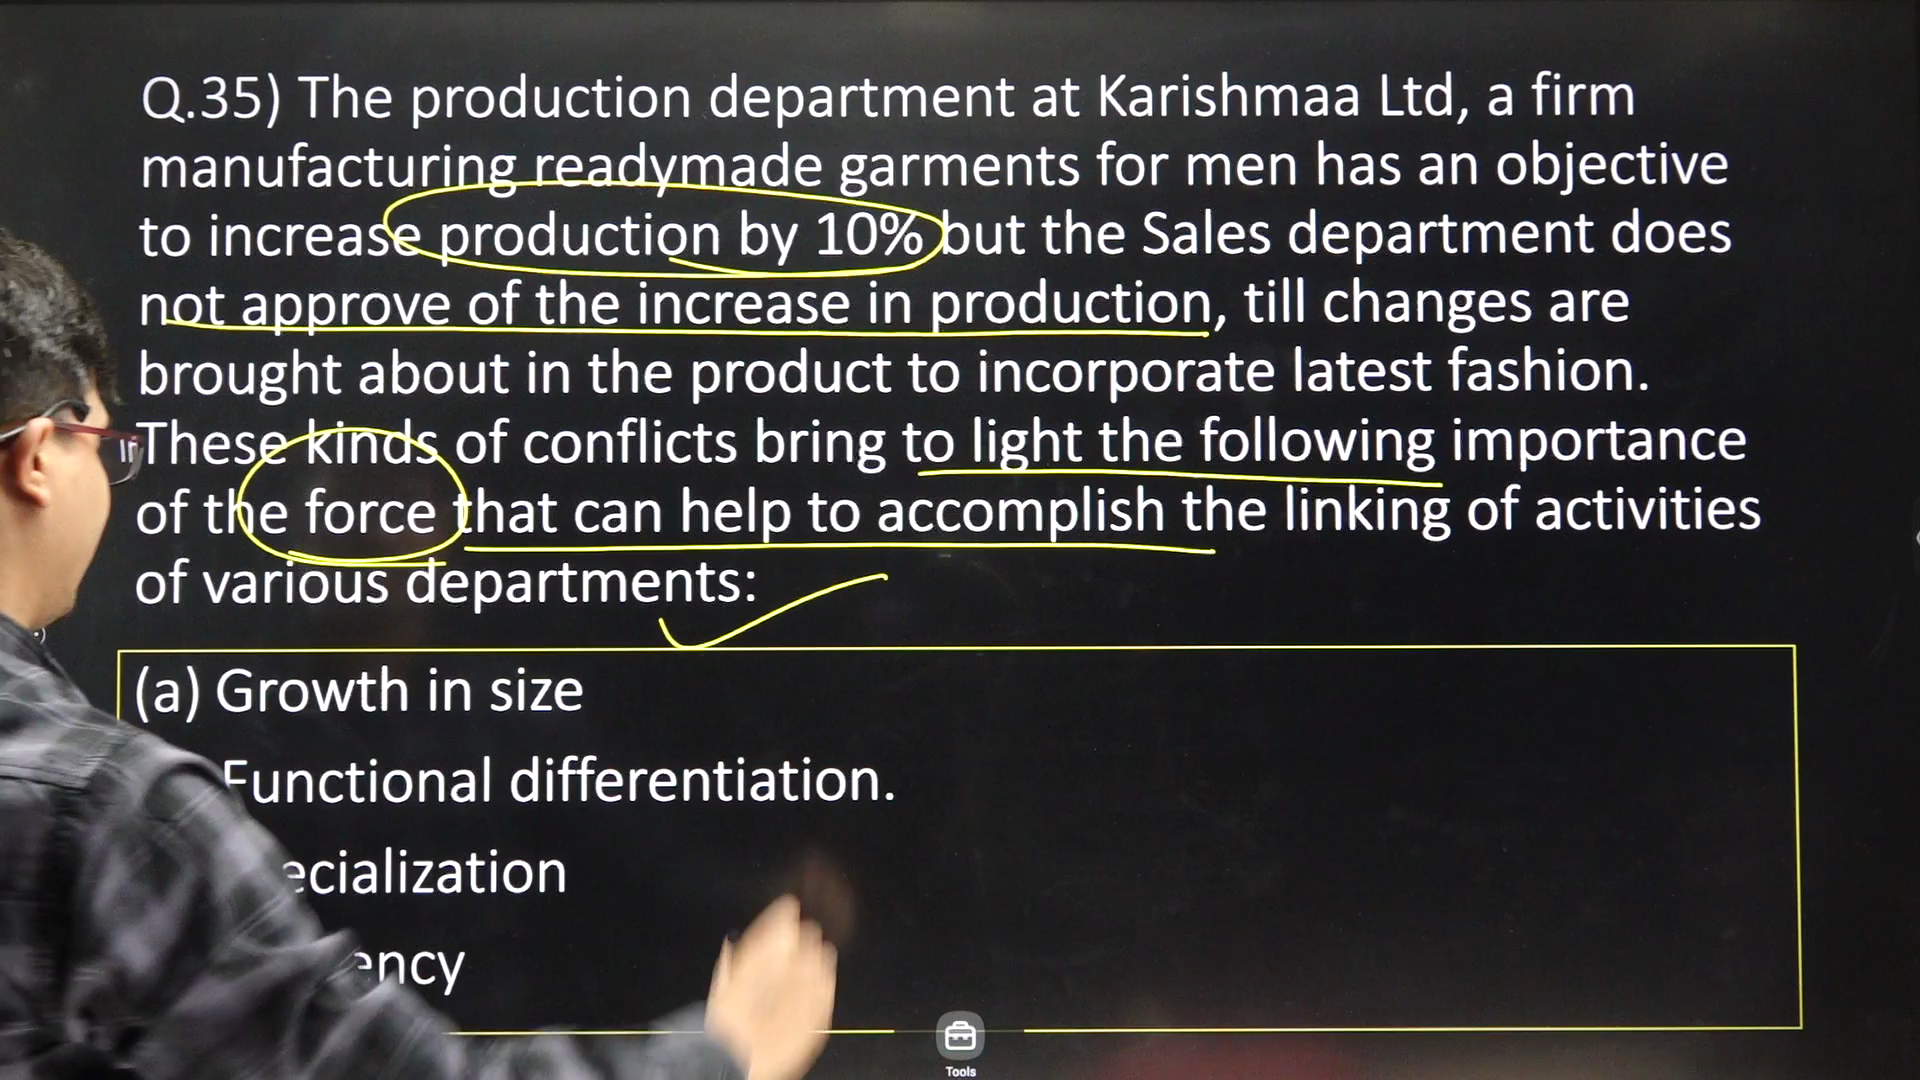 Q.35) The production department at Karishmaa Ltd, a firm
manufacturing readymade garments for men has an objective
to increase production by 10% but the Sales department does
not approve of the increase in production, till changes are
brought about in the product to incorporate latest fashion.
These kinds of conflicts bring to light the following importance
of the force that can help to accomplish the linking of activities
of various departments:
(a) Growth in size
Functional differentiation.
ecialization
ency
Tools